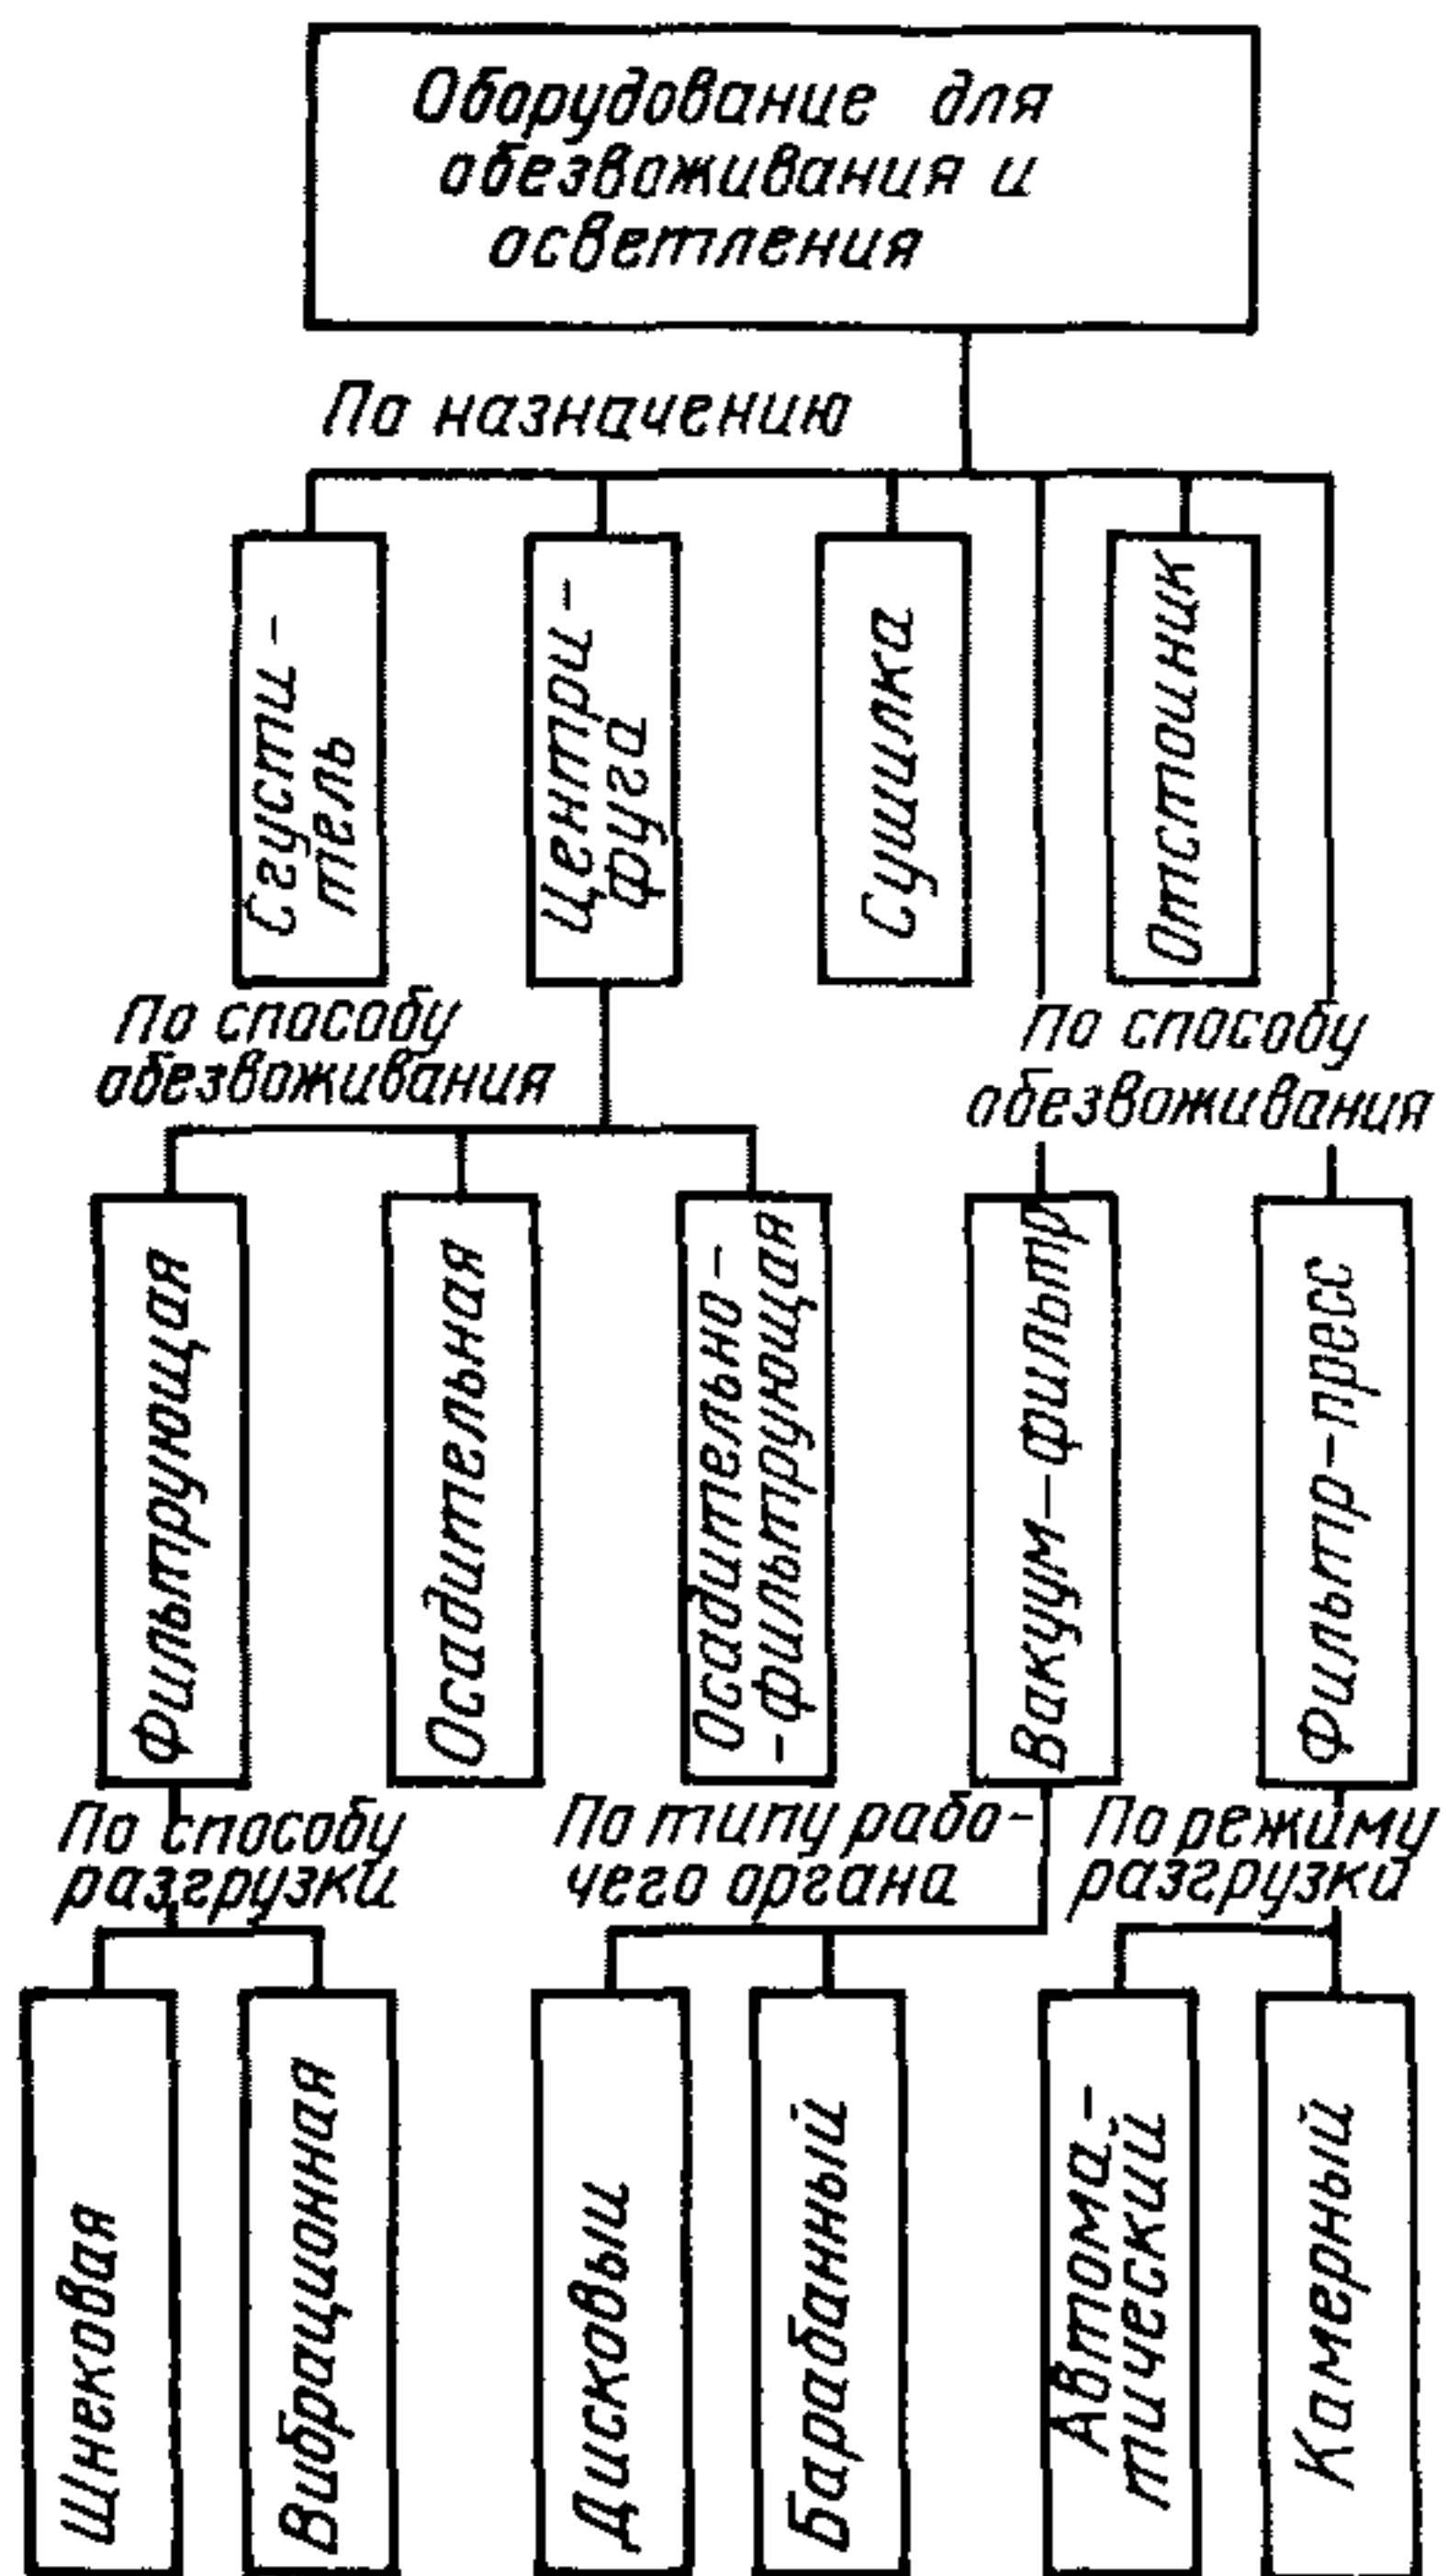 Оборудование для
обезвоживания и
осветления
По назначению
Сгусти-
тель
Центри-
фуга
Сушилка
Отстойник
По способу
обезвоживания
По способу
обезвоживания
Фильтрующая
Осадительная
Осадительно-
-фильтрующая
Вакуум-фильтр
Фильтр-пресс
По способу
разгрузки
По типу рабо-
чего органа
По режиму
разгрузки
Шнековая
Вибрационная
Дисковый
Барабанный
Автома-
тический
Камерный